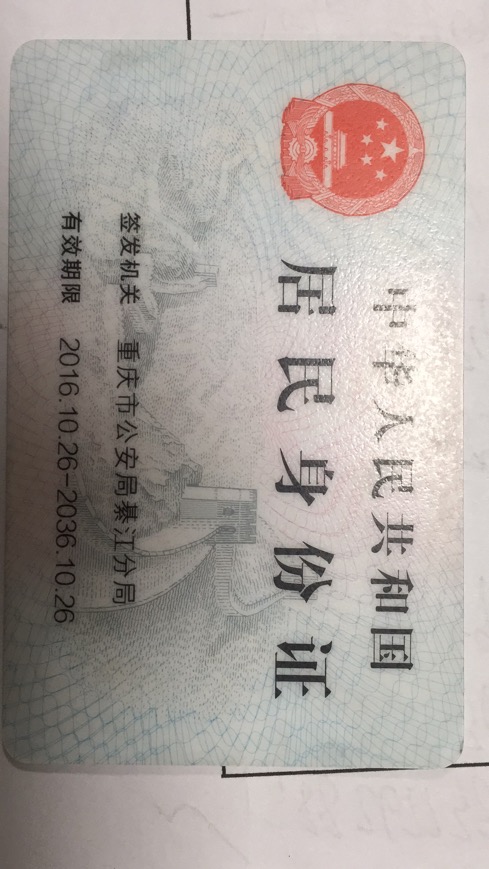 中华人民共和国
居民身份证
签发机关 重庆市公安局綦江分局
有效期限 2016.10.26-2036.10.26